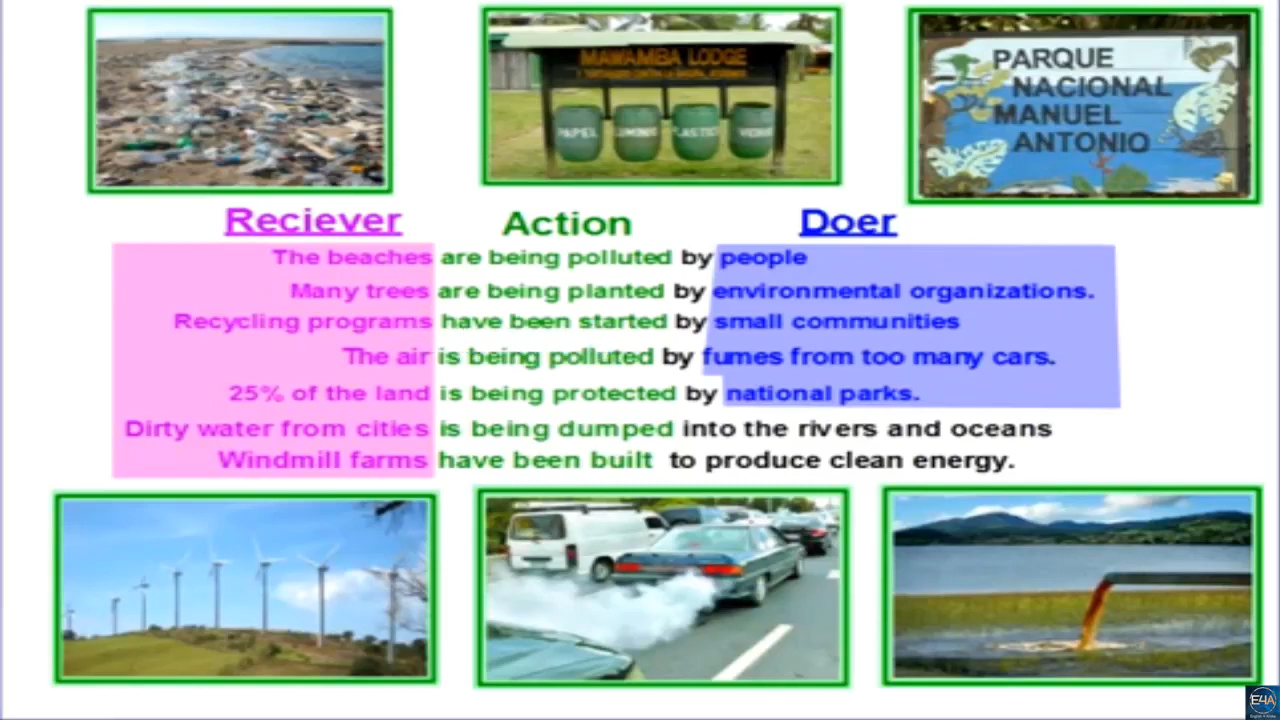 MAWAMBA LODGE
PAPEL
PARQUE
NACIONAL
MANUEL
ANTONIO
Reciever Action Doer
The beaches are being polluted by people
Many trees are being planted by environmental organizations.
Recycling programs have been started by small communities
The air is being polluted by fumes from too many cars.
25% of the land is being protected by national parks.
Dirty water from cities is being dumped into the rivers and oceans
Windmill farms have been built to produce clean energy.
E4A